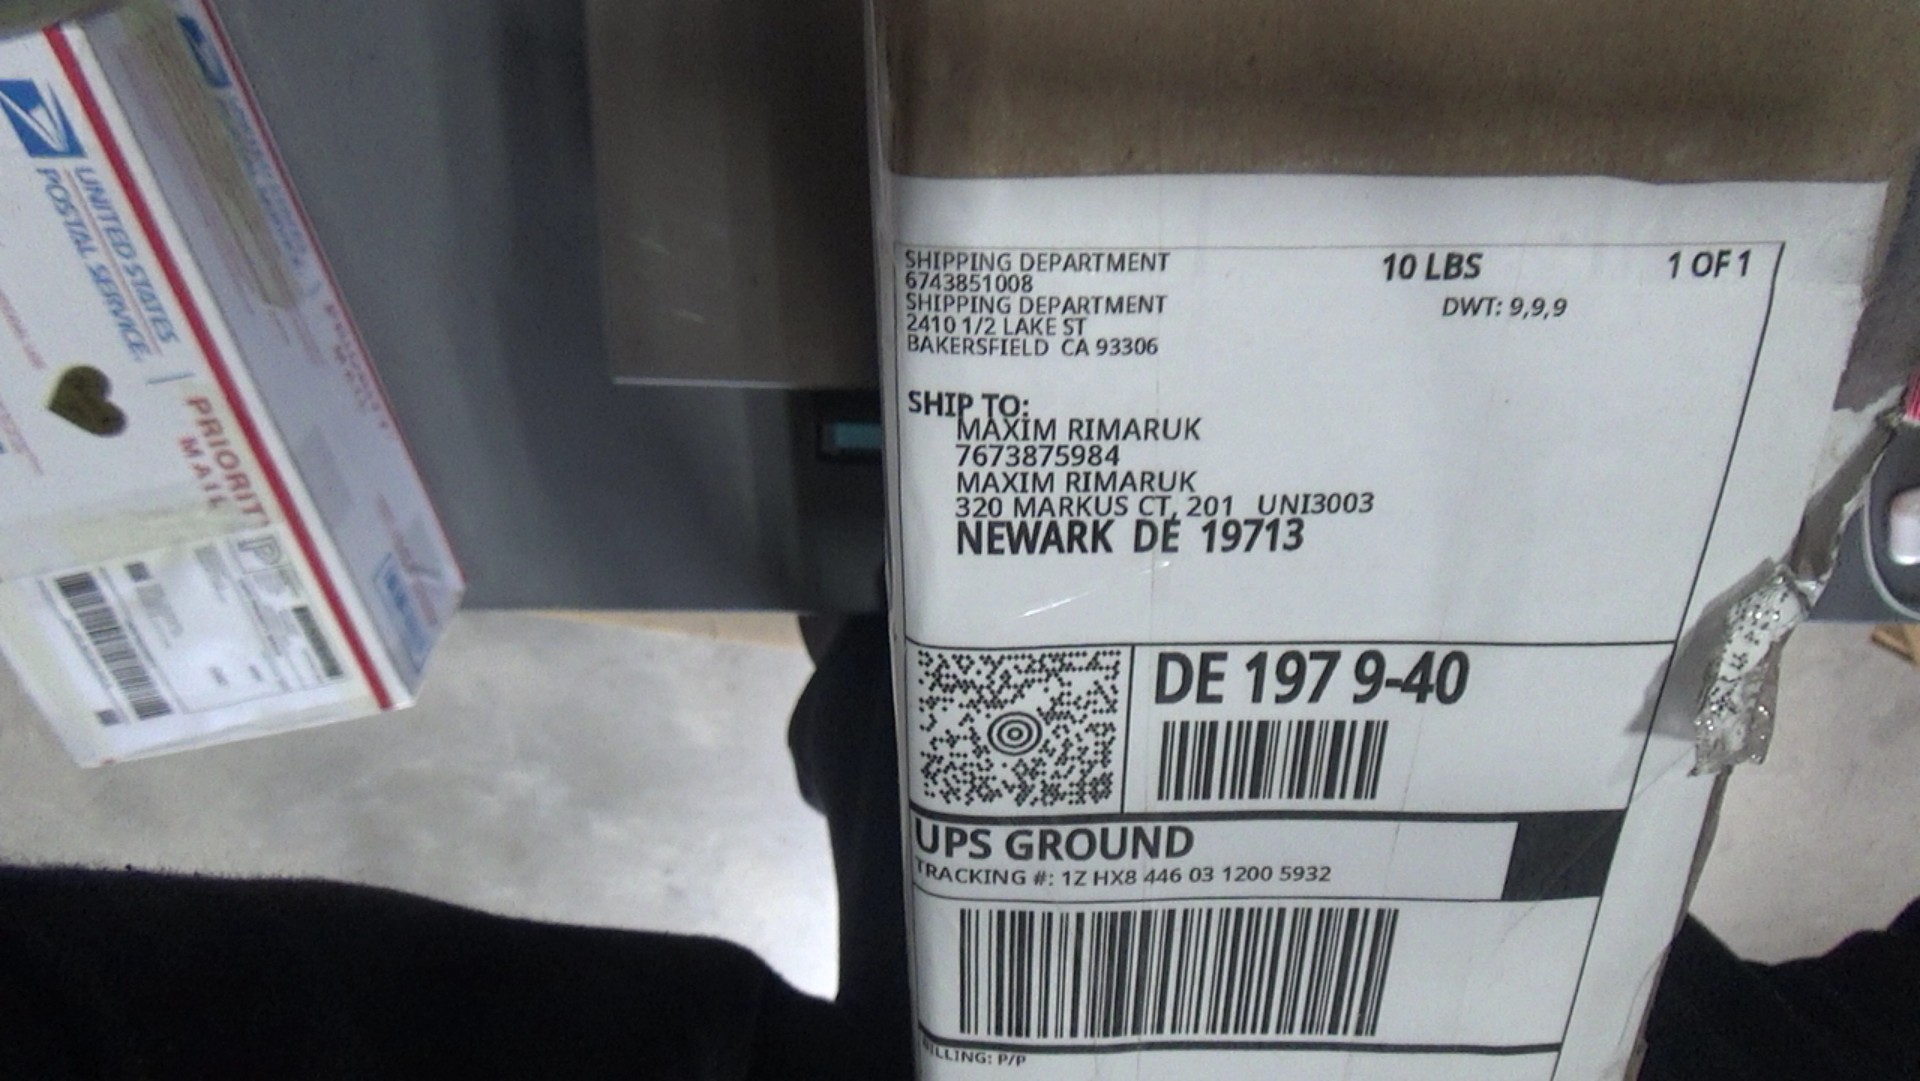 UNITED STATES
POSTAL SERVICE
PRIORITY
MAIL
P
SHIPPING DEPARTMENT
6743851008
SHIPPING DEPARTMENT
2410 1/2 LAKE ST
BAKERSFIELD CA 93306
10 LBS
1 OF 1
DWT: 9,9,9
SHIP TO:
MAXIM RIMARUK
7673875984
MAXIM RIMARUK
320 MARKUS CT, 201 UNI3003
NEWARK DE 19713
DE 197 9-40
UPS GROUND
TRACKING #: 1Z HX8 446 03 1200 5932
BILLING: P/P